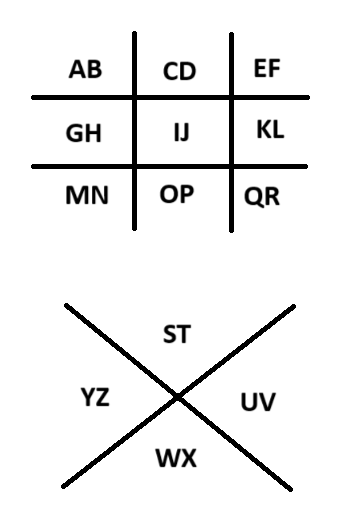 AB CD EF
GH IJ KL
MN OP QR
ST
YZ UV
WX